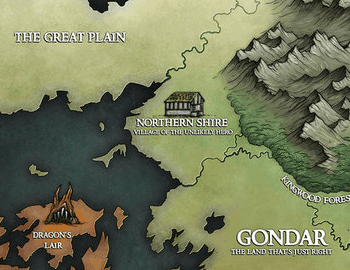 THE GREAT PLAIN
NORTHERN SHIRE
VILLAGE OF THE UNLIKELY HERO
KINGWOOD FORES
DRAGON'S
LAIR
GONDAR
THE LAND THAT'S JUST RIGHT